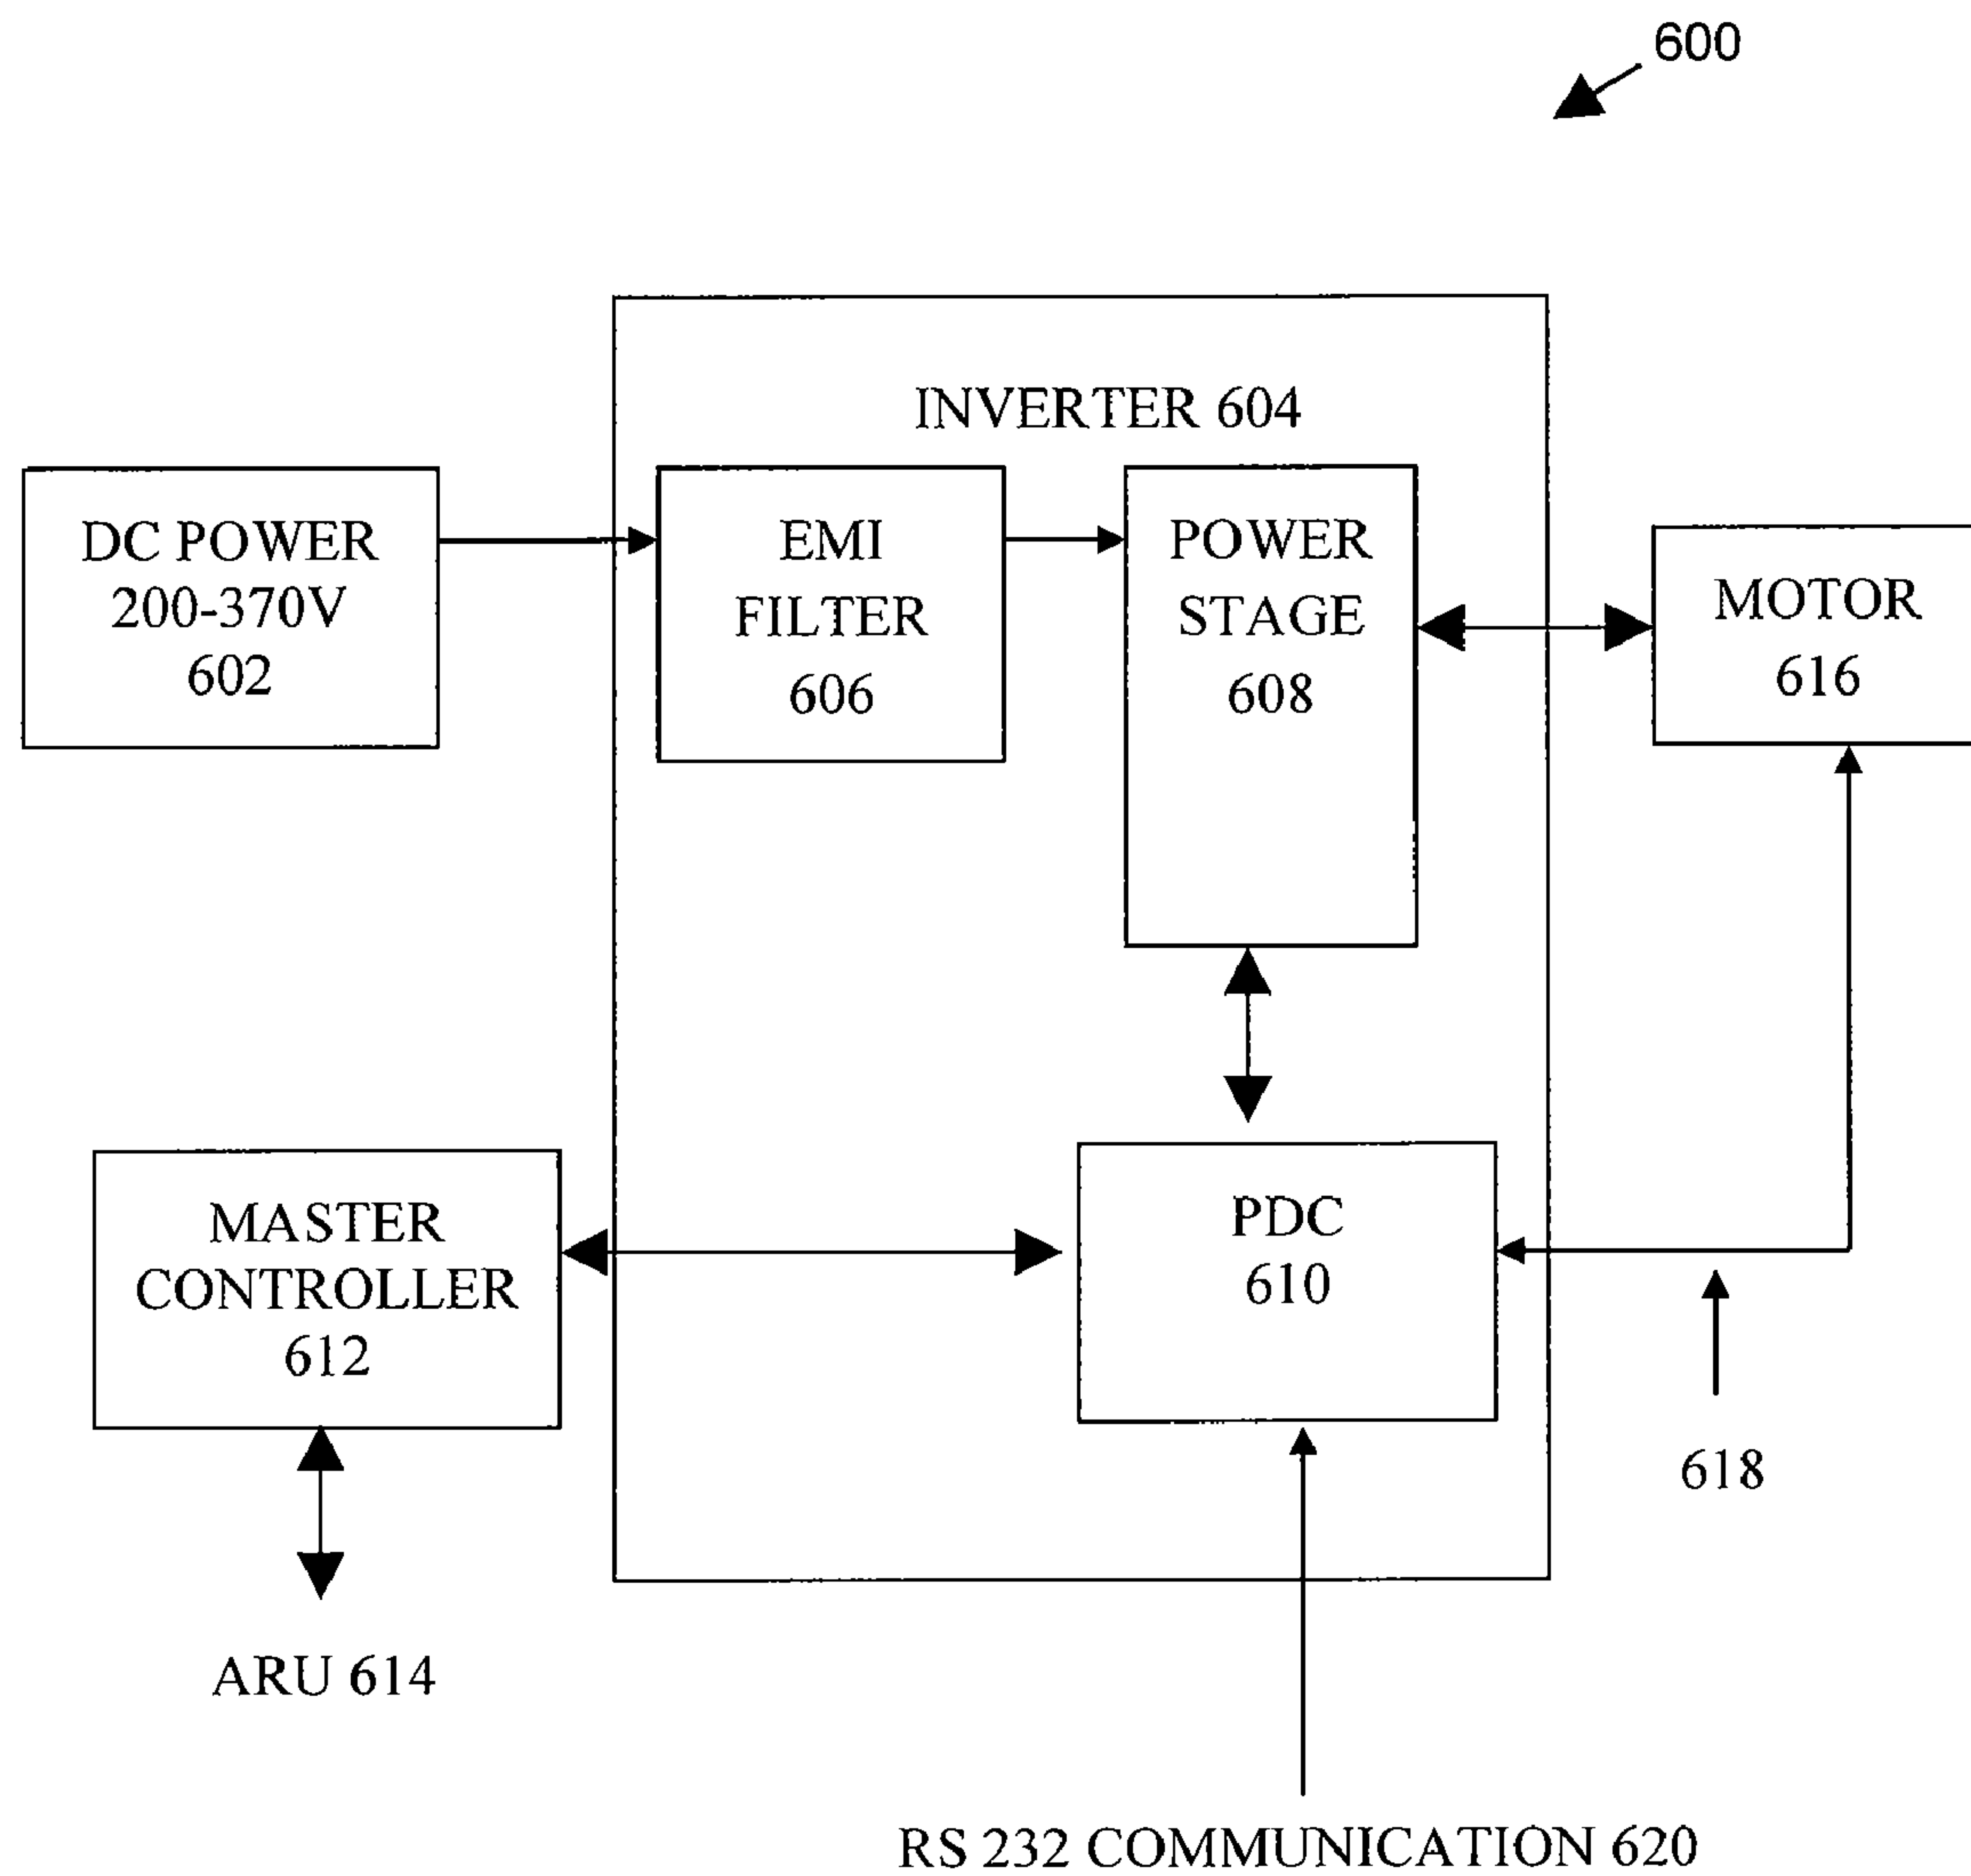 600
INVERTER 604
DC POWER
200-370V
602
EMI
FILTER
606
POWER
STAGE
608
MOTOR
616
MASTER
CONTROLLER
612
PDC
610
618
ARU 614
RS 232 COMMUNICATION 620